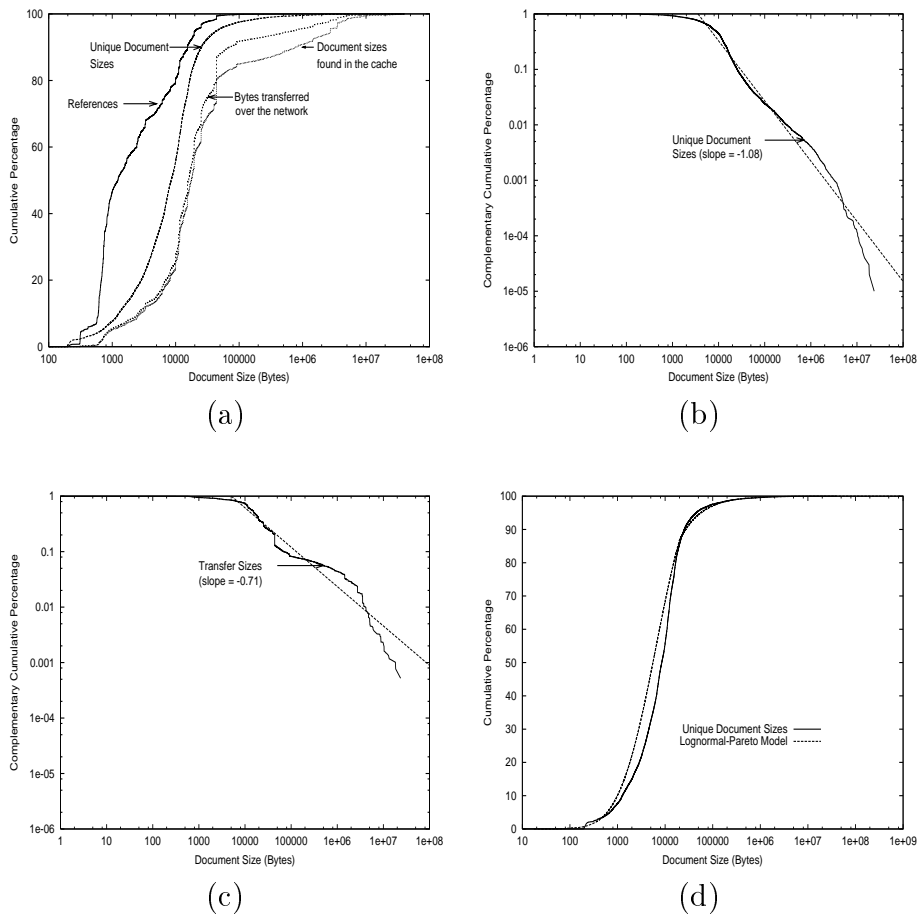 100
80
60
40
20
0
Cumulative Percentage
Unique Document
Sizes
References
Document sizes
found in the cache
Bytes transferred
over the network
100 1000 10000 100000 1e+06 1e+07 1e+08
Document Size (Bytes)
(a)
1
0.1
0.01
0.001
1e-04
1e-05
1e-06
Complementary Cumulative Percentage
Unique Document
Sizes (slope = -1.08)
1 10 100 1000 10000 100000 1e+06 1e+07 1e+08
Document Size (Bytes)
(b)
1
0.1
0.01
0.001
1e-04
1e-05
1e-06
Complementary Cumulative Percentage
Transfer Sizes
(slope = -0.71)
1 10 100 1000 10000 100000 1e+06 1e+07 1e+08
Document Size (Bytes)
(c)
100
90
80
70
60
50
40
30
20
10
0
Cumulative Percentage
Unique Document Sizes
Lognormal-Pareto Model
10 100 1000 10000 100000 1e+06 1e+07 1e+08 1e+09
Document Size (Bytes)
(d)